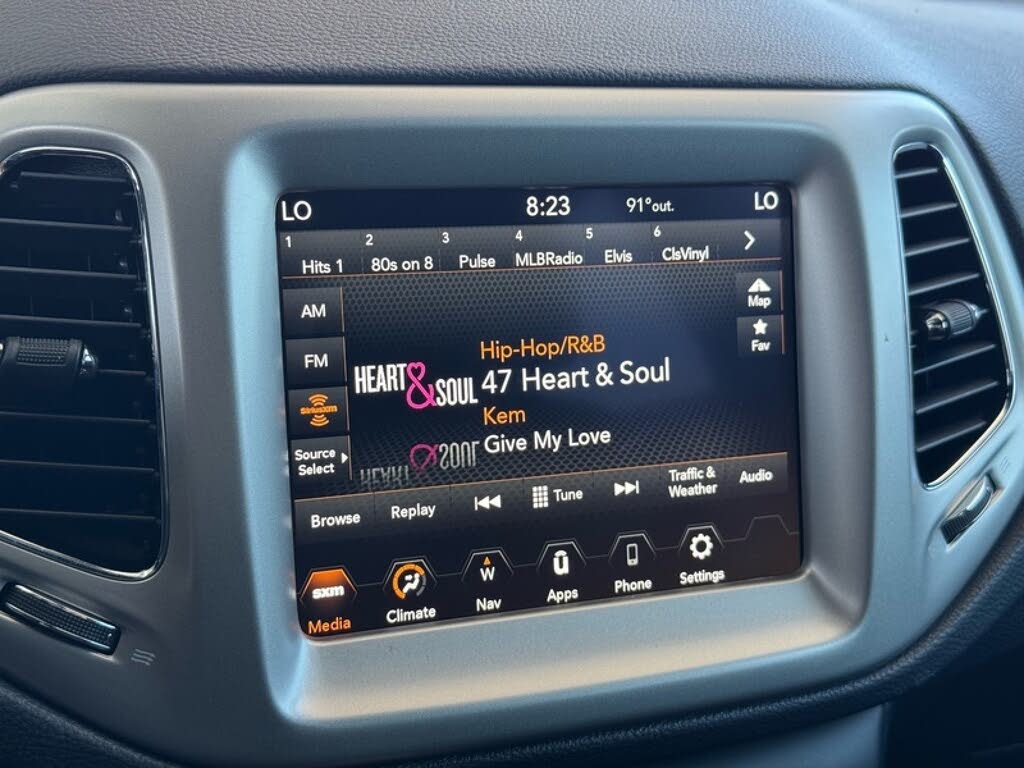 LO 8:23 91°out. LO
1 2 3 4 5 6
Hits 1 80s on 8 Pulse MLBRadio Elvis ClsVinyl
AM
Map
FM
Fav
Hip-Hop/R&B
HEART&SOUL
47 Heart & Soul
SiriusXM
Kem
Give My Love
Source
Select
HEART&SOUL
Browse Replay Tune Traffic &
Weather Audio
sxm
Media
Climate
W
Nav
Apps
Phone
Settings